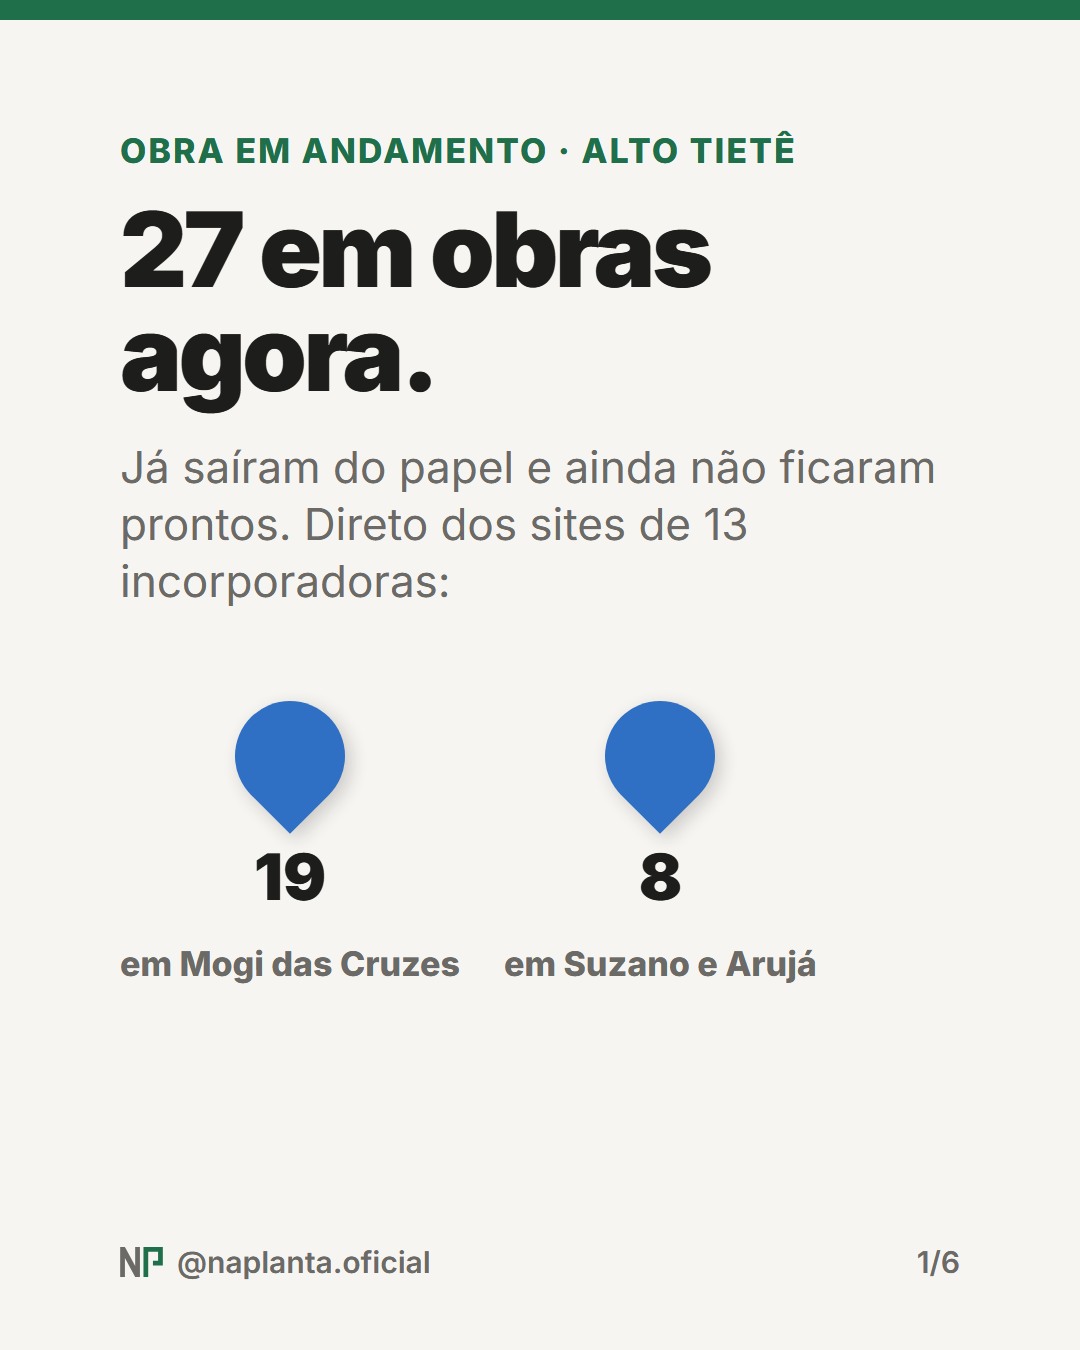 OBRA EM ANDAMENTO · ALTO TIETÊ
27 em obras
agora.
Já saíram do papel e ainda não ficaram
prontos. Direto dos sites de 13
incorporadoras:
19
8
em Mogi das Cruzes
em Suzano e Arujá
NP @naplanta.oficial
1/6